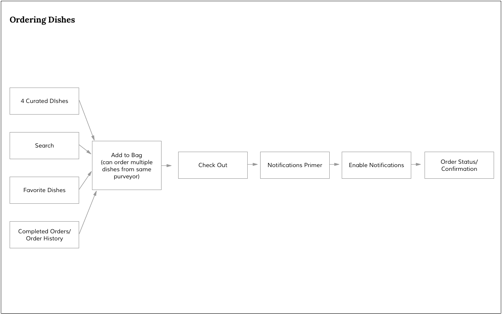 Ordering Dishes
4 Curated DIshes
Search
Favorite Dishes
Completed Orders/
Order History
Add to Bag
(can order multiple
dishes from same
purveyor)
Check Out
Notifications Primer
Enable Notifications
Order Status/
Confirmation